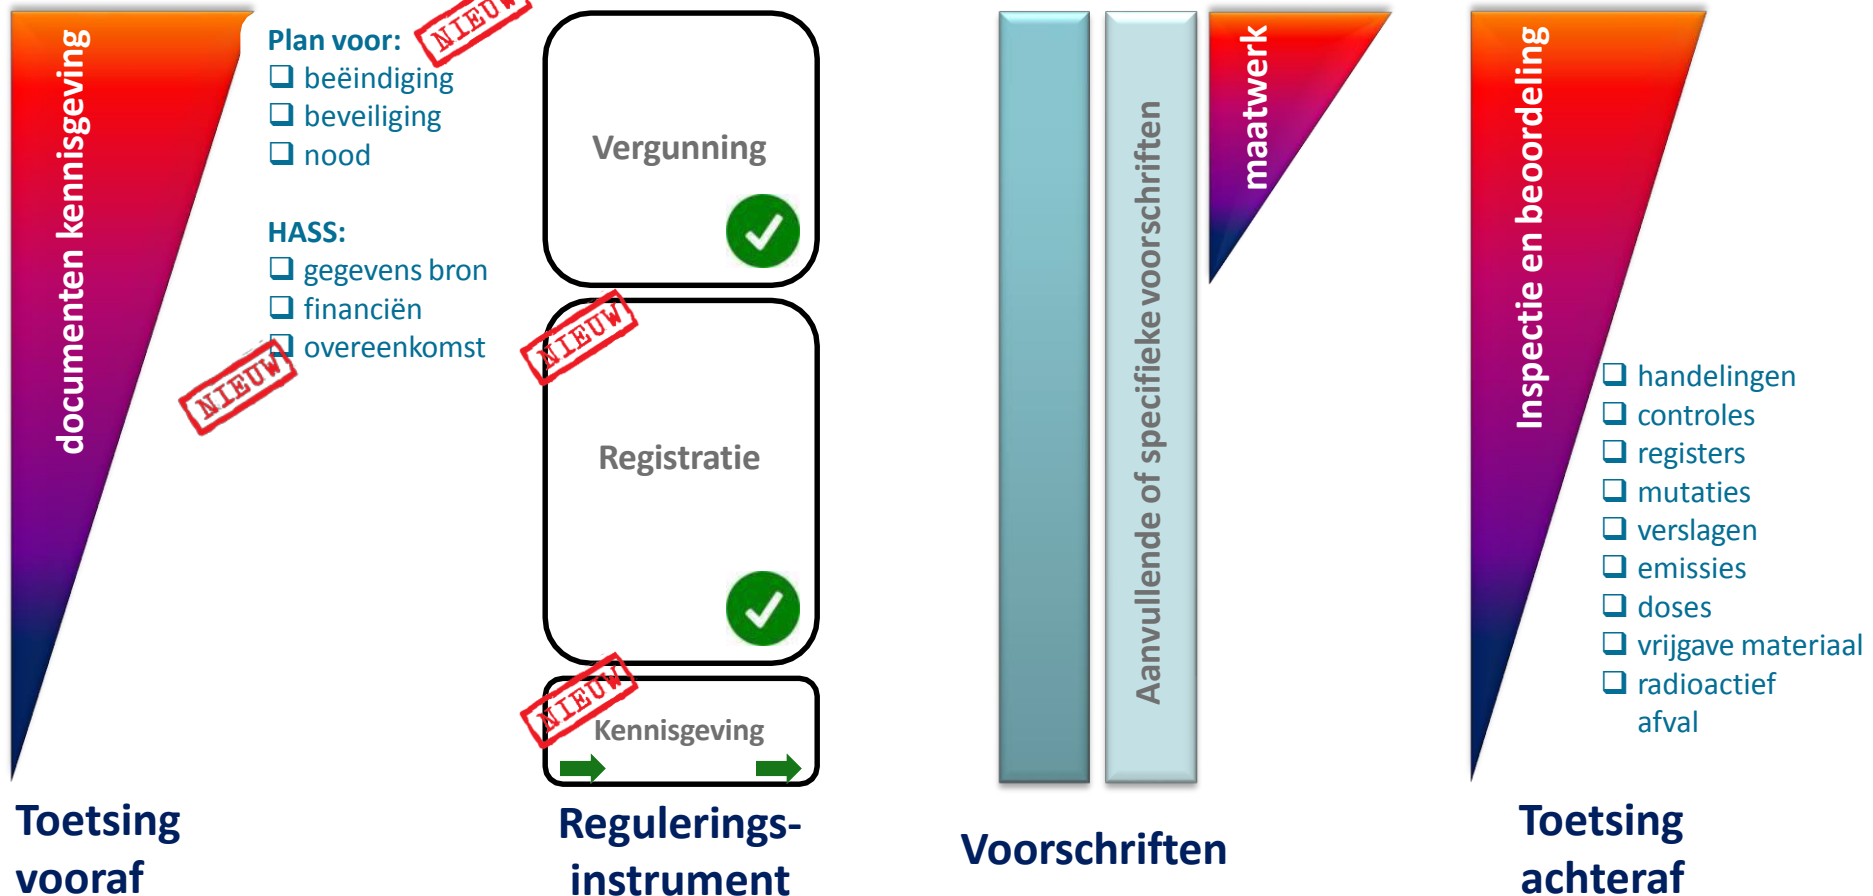 documenten kennisgeving
Plan voor:
NIEUW
beëindiging
beveiliging
nood
HASS:
gegevens bron
financiën
overeenkomst
NIEUW
Toetsing
vooraf
Vergunning
NIEUW
Registratie
NIEUW
Kennisgeving
Regulerings-
instrument
Aanvullende of specifieke voorschriften
maatwerk
Voorschriften
Inspectie en beoordeling
handelingen
controles
registers
mutaties
verslagen
emissies
doses
vrijgave materiaal
radioactief
afval
Toetsing
achteraf